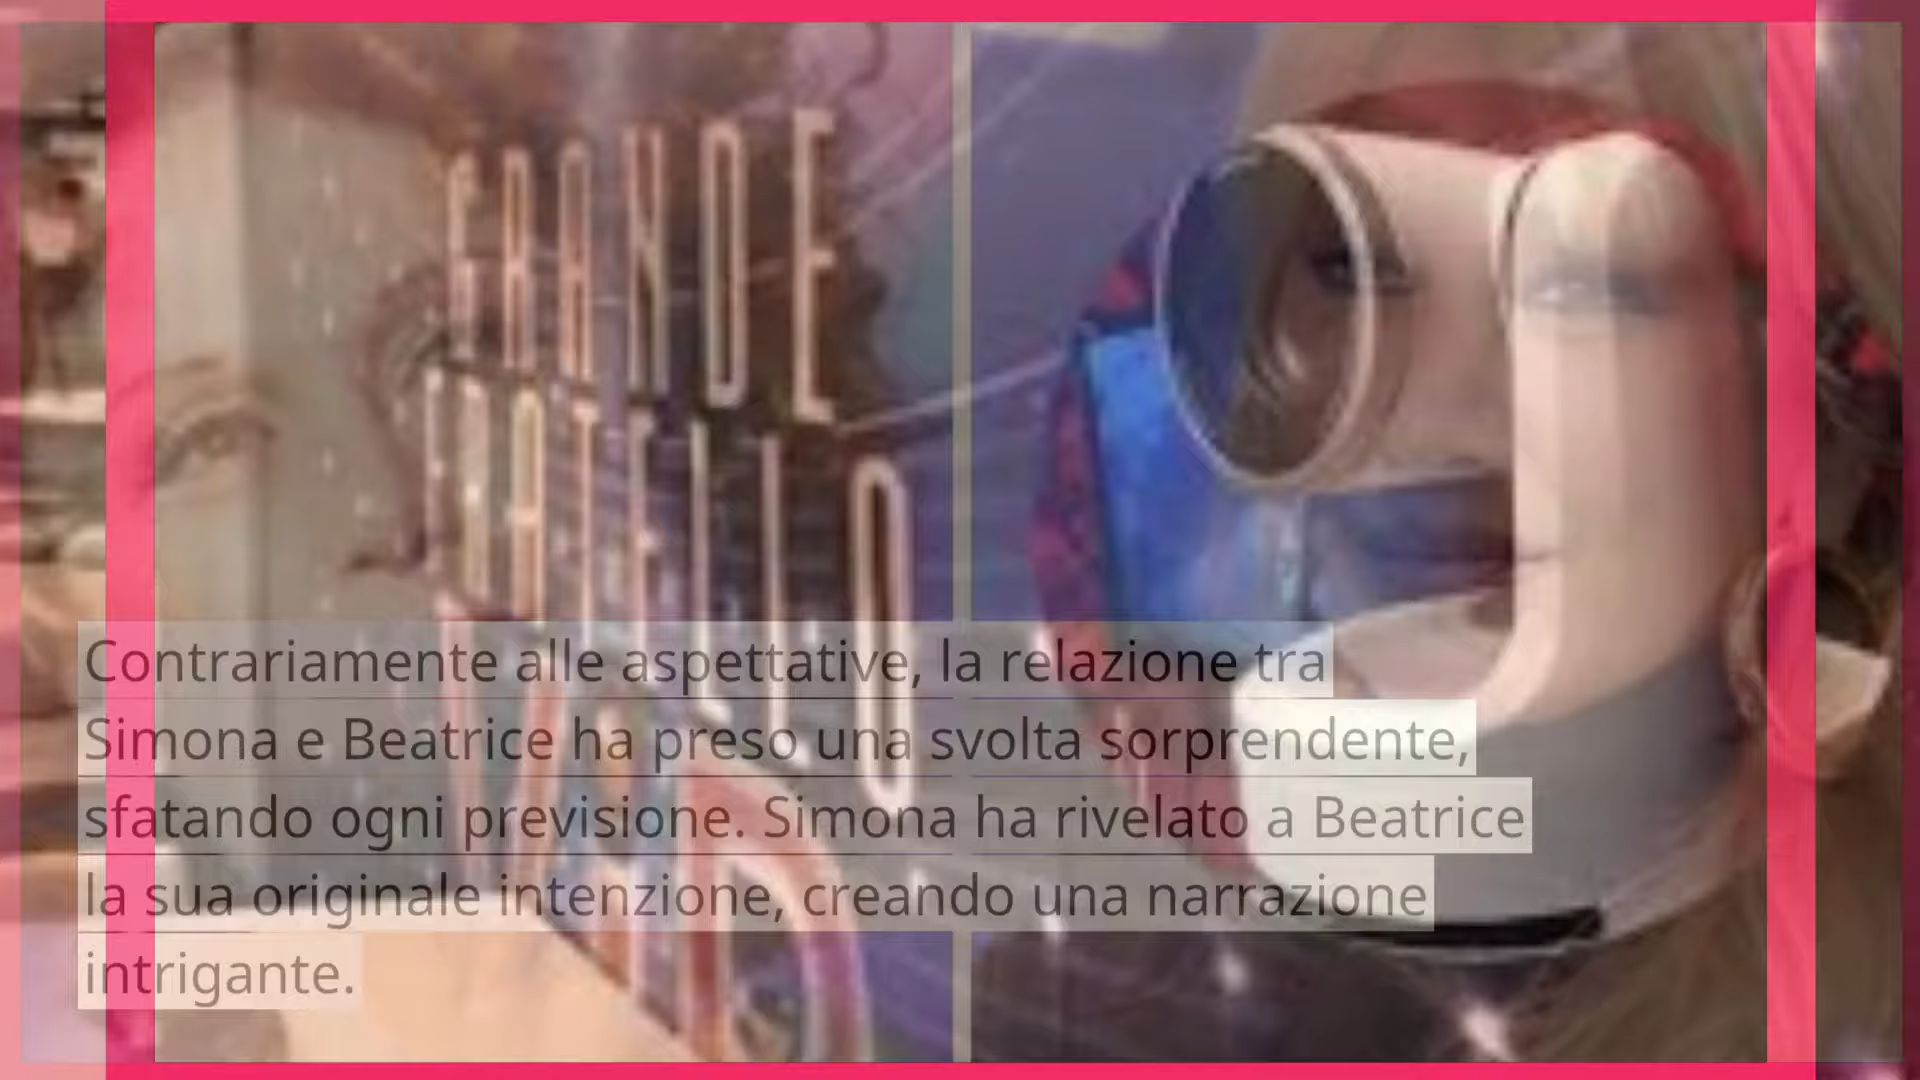 GRANDE
FRATELLO
VIP
Contrariamente alle aspettative, la relazione tra
Simona e Beatrice ha preso una svolta sorprendente,
sfatando ogni previsione. Simona ha rivelato a Beatrice
la sua originale intenzione, creando una narrazione
intrigante.